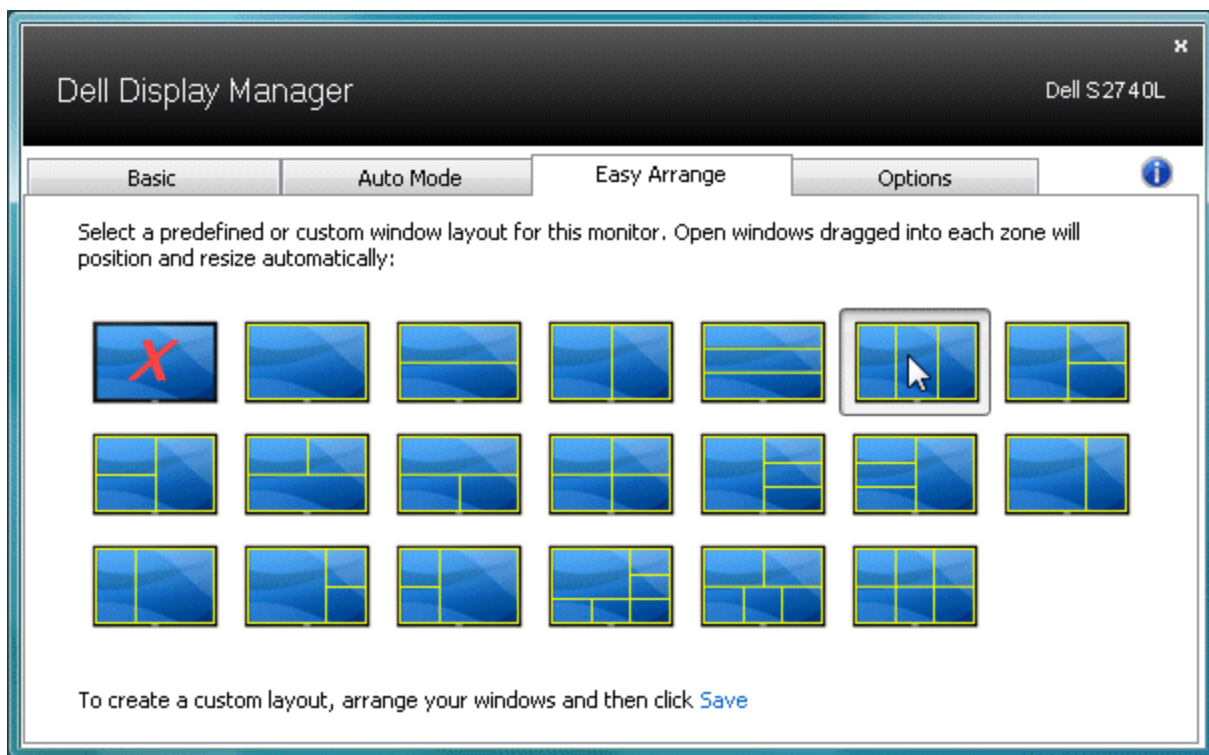 Dell Display Manager
Dell S2740L
Basic
Auto Mode
Easy Arrange
Options
Select a predefined or custom window layout for this monitor. Open windows dragged into each zone will
position and resize automatically:
X
To create a custom layout, arrange your windows and then click Save